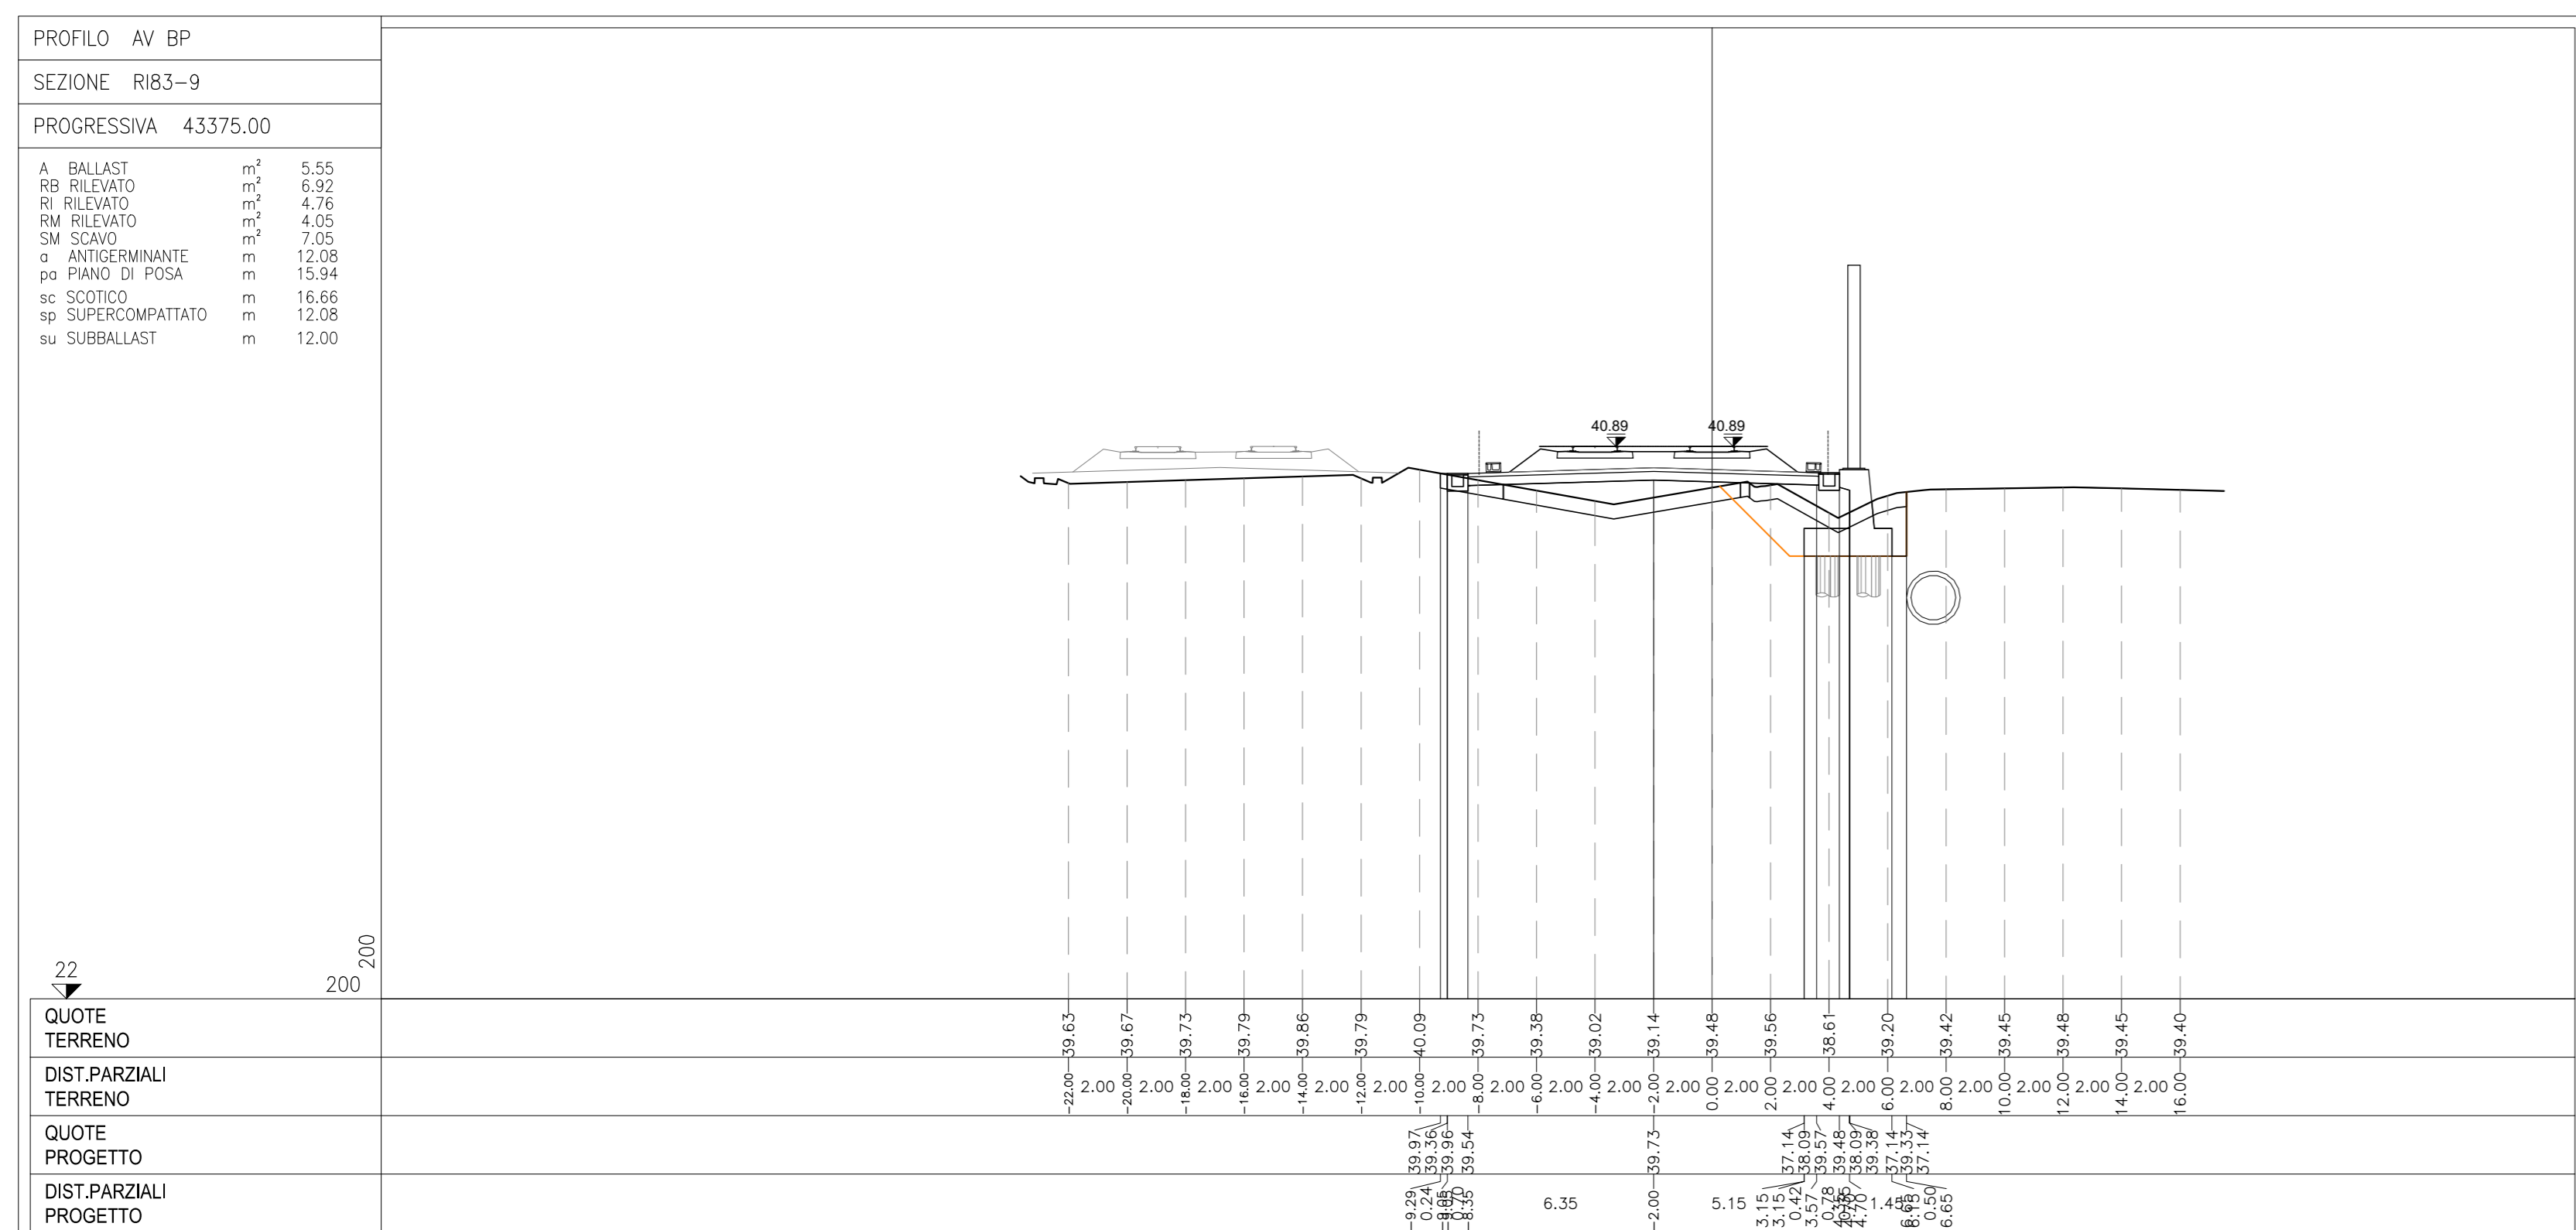 PROFILO AV BP
SEZIONE RI83-9
PROGRESSIVA 43375.00
A BALLAST m² 5.55
RB RILEVATO m² 6.92
RI RILEVATO m² 4.76
RM RILEVATO m² 4.05
SM SCAVO m² 7.05
a ANTIGERMINANTE m 12.08
pa PIANO DI POSA m 15.94
sc SCOTICO m 16.66
sp SUPERCOMPATTATO m 12.08
su SUBBALLAST m 12.00
40.89 40.89
200
22 200
QUOTE
TERRENO
39.63 39.67 39.73 39.79 39.86 39.79 40.09 39.73 39.38 39.02 39.14 39.48 39.56 38.61 39.20 39.42 39.45 39.48 39.45 39.40
DIST.PARZIALI
TERRENO
-22.00 2.00 -20.00 2.00 -18.00 2.00 -16.00 2.00 -14.00 2.00 -12.00 2.00 -10.00 2.00 -8.00 2.00 -6.00 2.00 -4.00 2.00 -2.00 2.00 0.00 2.00 2.00 2.00 4.00 2.00 6.00 2.00 8.00 2.00 10.00 2.00 12.00 2.00 14.00 2.00 16.00
QUOTE
PROGETTO
39.97 39.36 39.96 39.54 39.73 37.14 38.09 39.57 39.48 38.09 39.38 37.14 39.33 37.14
DIST.PARZIALI
PROGETTO
-9.29 0.24 -9.05 0.70 -8.35 6.35 -2.00 5.15 3.15 3.15 0.42 3.57 0.78 4.70 1.45 6.15 0.50 6.65